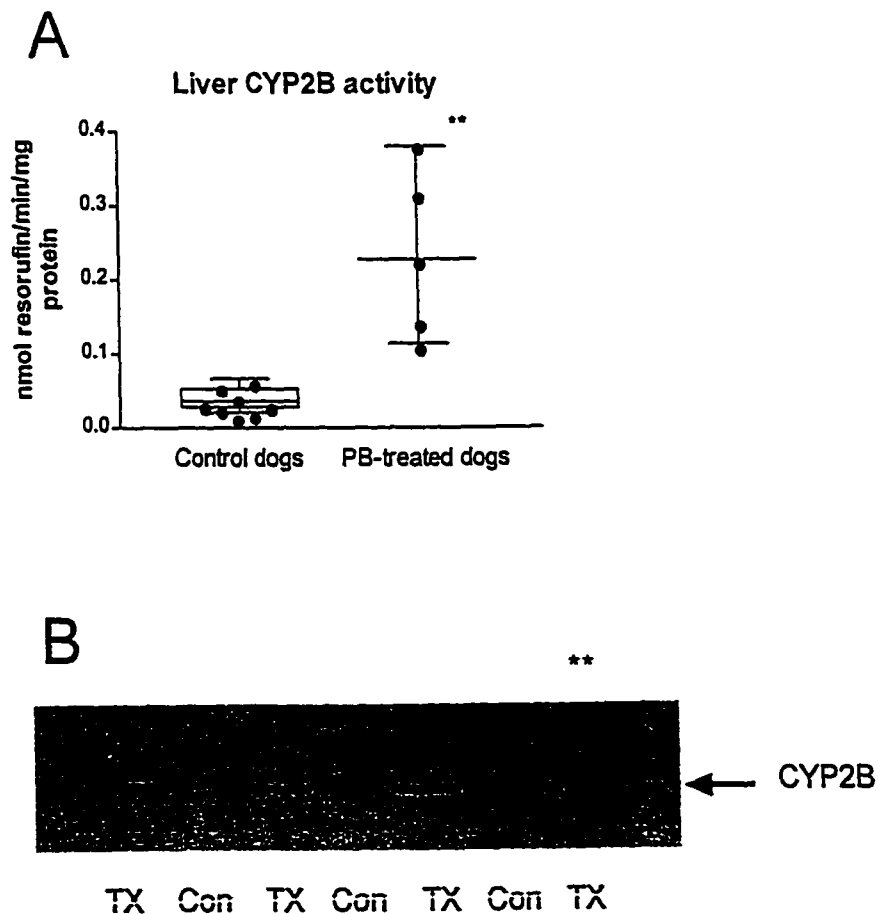 A
Liver CYP2B activity
**
nmol resorufin/min/mg
protein
0.4
0.3
0.2
0.1
0.0
Control dogs PB-treated dogs
B
**
CYP2B
TX Con TX Con TX Con TX